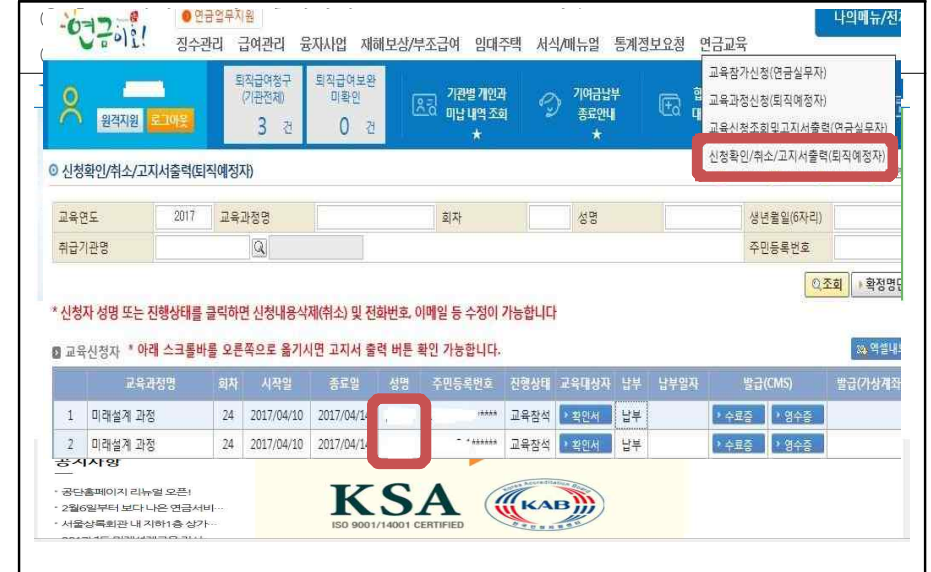 연금이요!
연금업무지원
나의메뉴/전
징수관리 급여관리 융자사업 재해보상/부조급여 임대주택 서식/매뉴얼 통계정보요청 연금교육
교육참가신청(연금실무자)
교육과정신청(퇴직예정자)
교육신청조회및고지서출력(연금실무자)
신청확인/취소/고지서출력(퇴직예정자)
원격지원 로그아웃
퇴직급여청구
(기관전체)
3 건
퇴직급여보완
미확인
0 건
기관별 개인과
미납 내역 조회
★
기여금납부
종료안내
★
신청확인/취소/고지서출력(퇴직예정자)
교육연도 2017 교육과정명 회차 성명 생년월일(6자리)
취급기관명 주민등록번호
조회 확정명단
* 신청자 성명 또는 진행상태를 클릭하면 신청내용삭제(취소) 및 전화번호, 이메일 등 수정이 가능합니다
교육신청자 * 아래 스크롤바를 오른쪽으로 옮기시면 고지서 출력 버튼 확인 가능합니다.
엑셀내
교육과정명 회차 시작일 종료일 성명 주민등록번호 진행상태 교육대상자 납부 납부일자 발급(CMS) 발급(가상계좌
1 미래설계 과정 24 2017/04/10 2017/04/14 **** 교육참석 확인서 납부 수료증 영수증
2 미래설계 과정 24 2017/04/10 2017/04/14 ****** 교육참석 확인서 납부 수료증 영수증
공지사항
· 공단홈페이지 리뉴얼 오픈!
· 2월6일부터 보다 나은 연금서비···
· 서울상록회관 내 지하1층 상가···
KSA
ISO 9001/14001 CERTIFIED
Korea Accreditation Board
KAB